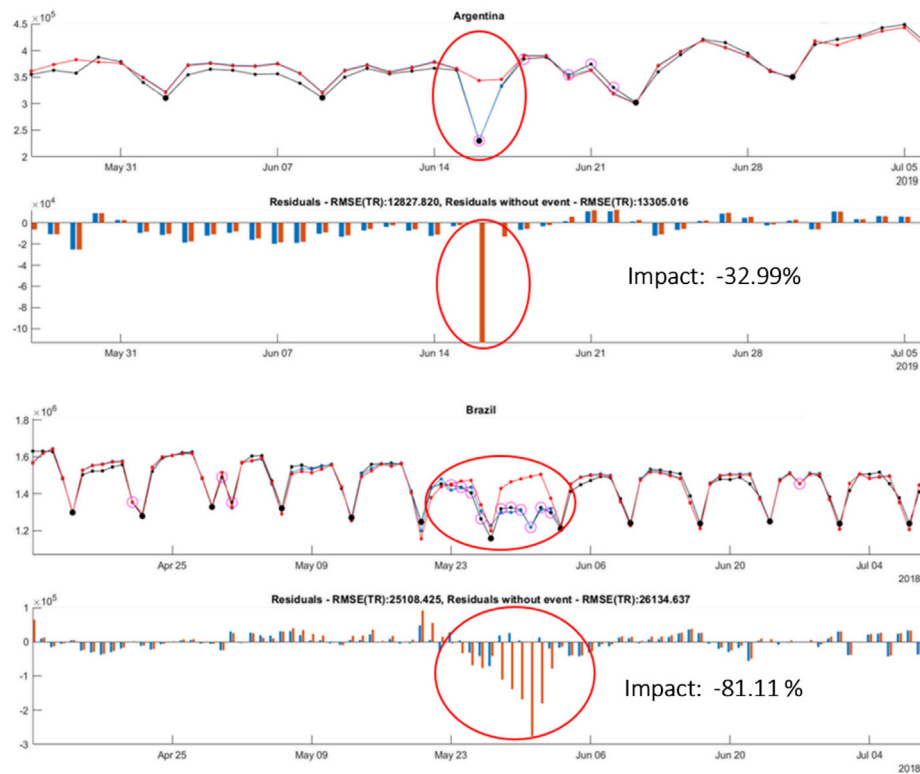 Argentina
×10⁵
4.5
4
3.5
3
2.5
2
May 31 Jun 07 Jun 14 Jun 21 Jun 28 Jul 05
2019
Residuals - RMSE(TR):12827.820, Residuals without event - RMSE(TR):13305.016
×10⁴
0
-2
-4
-6
-8
-10
Impact: -32.99%
May 31 Jun 07 Jun 14 Jun 21 Jun 28 Jul 05
2019
Brazil
×10⁶
1.8
1.6
1.4
1.2
Apr 25 May 09 May 23 Jun 06 Jun 20 Jul 04
2018
Residuals - RMSE(TR):25108.425, Residuals without event - RMSE(TR):26134.637
×10⁵
1
0
-1
-2
-3
Impact: -81.11 %
Apr 25 May 09 May 23 Jun 06 Jun 20 Jul 04
2018